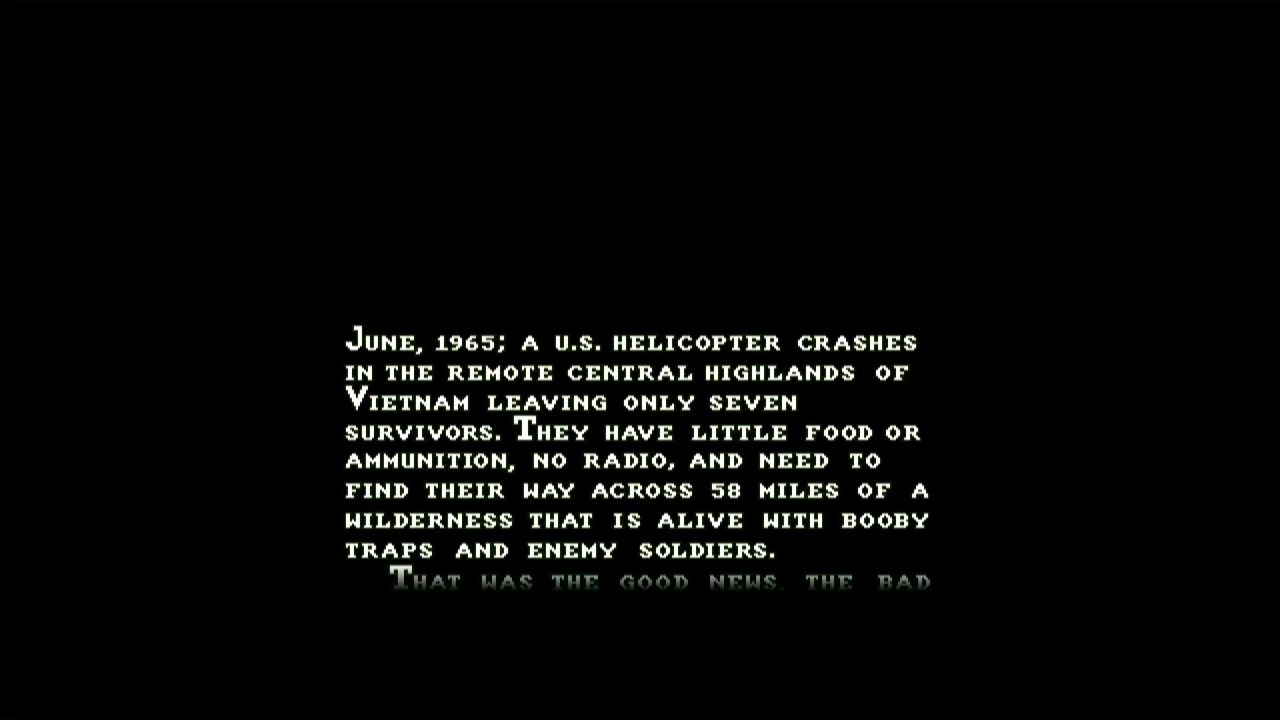 June, 1965; a u.s. helicopter crashes
in the remote central highlands of
Vietnam leaving only seven
survivors. They have little food or
ammunition, no radio, and need to
find their way across 58 miles of a
wilderness that is alive with booby
traps and enemy soldiers.
That was the good news. the bad